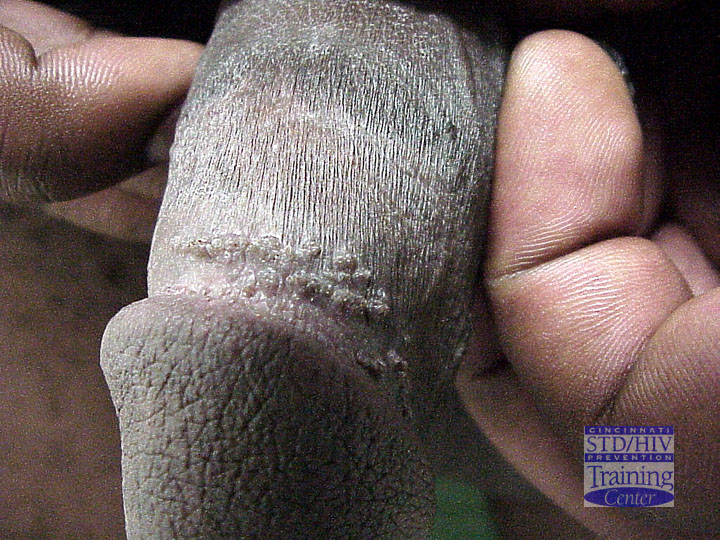 CINCINNATI
STD/HIV
PREVENTION
Training
Center